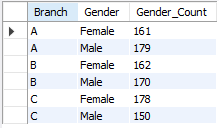 Branch Gender Gender_Count
A Female 161
A Male 179
B Female 162
B Male 170
C Female 178
C Male 150